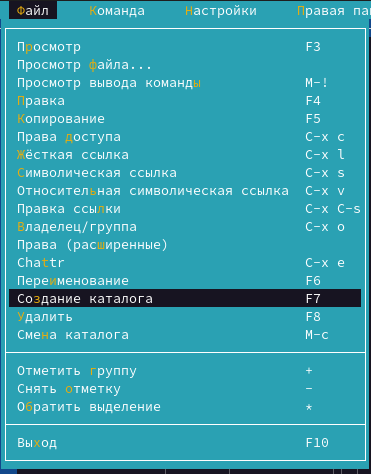 Файл Команда Настройки Правая
Просмотр F3
Просмотр файла...
Просмотр вывода команды M-!
Правка F4
Копирование F5
Права доступа C-x c
Жёсткая ссылка C-x l
Символическая ссылка C-x s
Относительная символическая ссылка C-x v
Правка ссылки C-x C-s
Владелец/группа C-x o
Права (расширенные)
Chattr C-x e
Переименование F6
Создание каталога F7
Удалить F8
Смена каталога M-c
Отметить группу +
Снять отметку -
Обратить выделение *
Выход F10